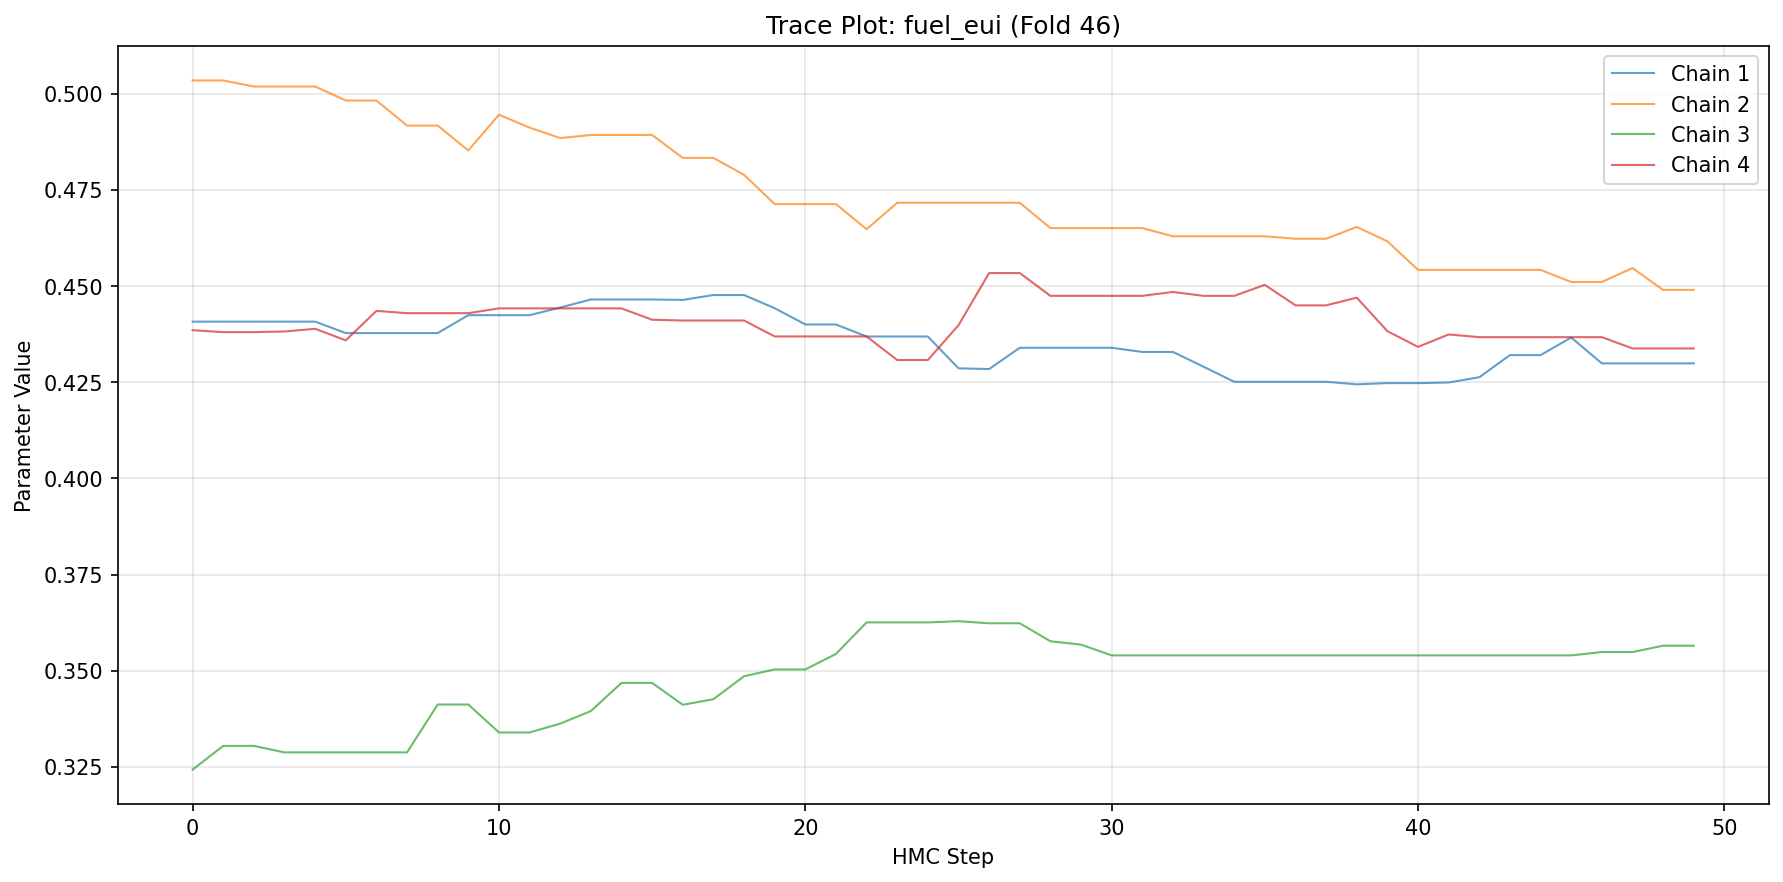 Trace Plot: fuel_eui (Fold 46)
Chain 1
Chain 2
Chain 3
Chain 4
Parameter Value
0.500
0.475
0.450
0.425
0.400
0.375
0.350
0.325
0 10 20 30 40 50
HMC Step